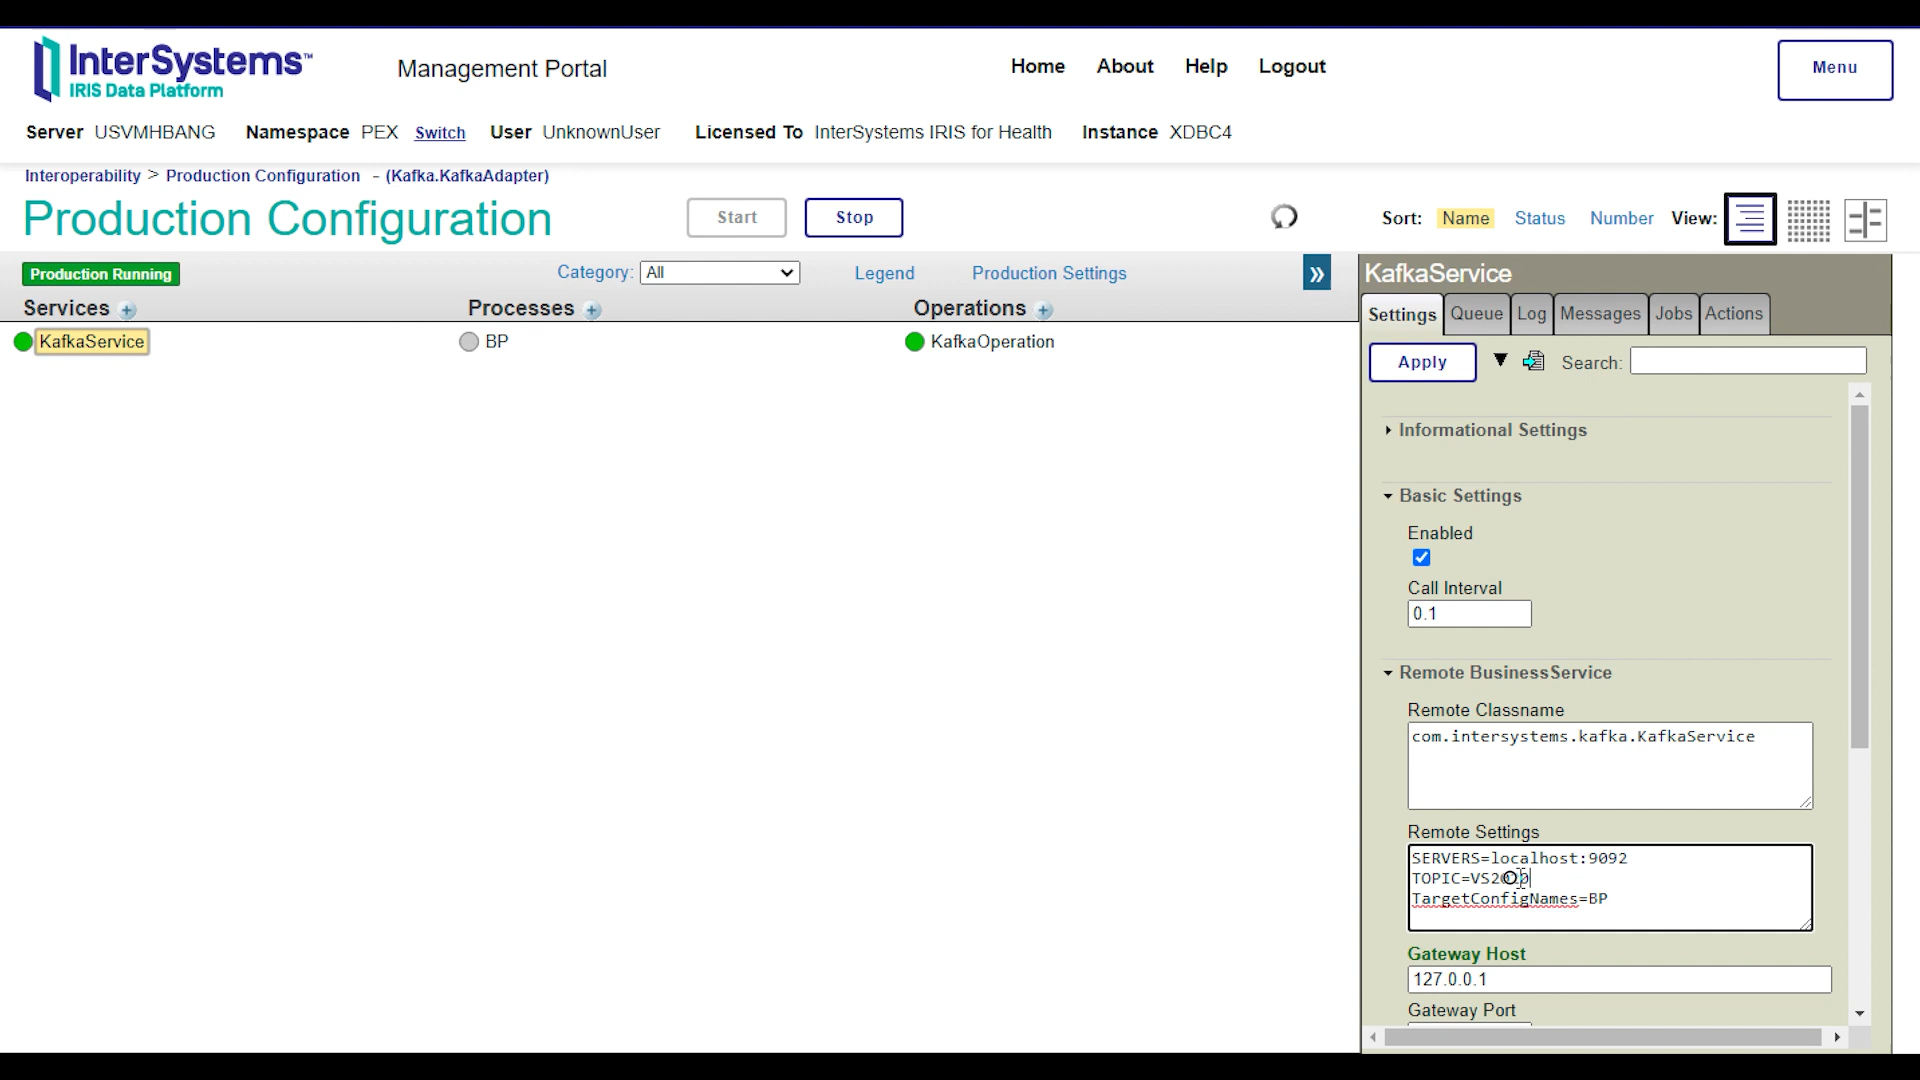 InterSystems™
IRIS Data Platform
Management Portal
Home About Help Logout
Menu
Server USVMHBANG Namespace PEX Switch User UnknownUser Licensed To InterSystems IRIS for Health Instance XDBC4
Interoperability > Production Configuration - (Kafka.KafkaAdapter)
Production Configuration
Start
Stop
Sort: Name Status Number View:
Production Running
Category: All
Legend
Production Settings
»
Services
Processes
Operations
KafkaService
BP
KafkaOperation
KafkaService
Settings Queue Log Messages Jobs Actions
Apply
Search:
Informational Settings
Basic Settings
Enabled
Call Interval
0.1
Remote BusinessService
Remote Classname
com.intersystems.kafka.KafkaService
Remote Settings
SERVERS=localhost:9092
TargetConfigNames=BP
Gateway Host
127.0.0.1
Gateway Port